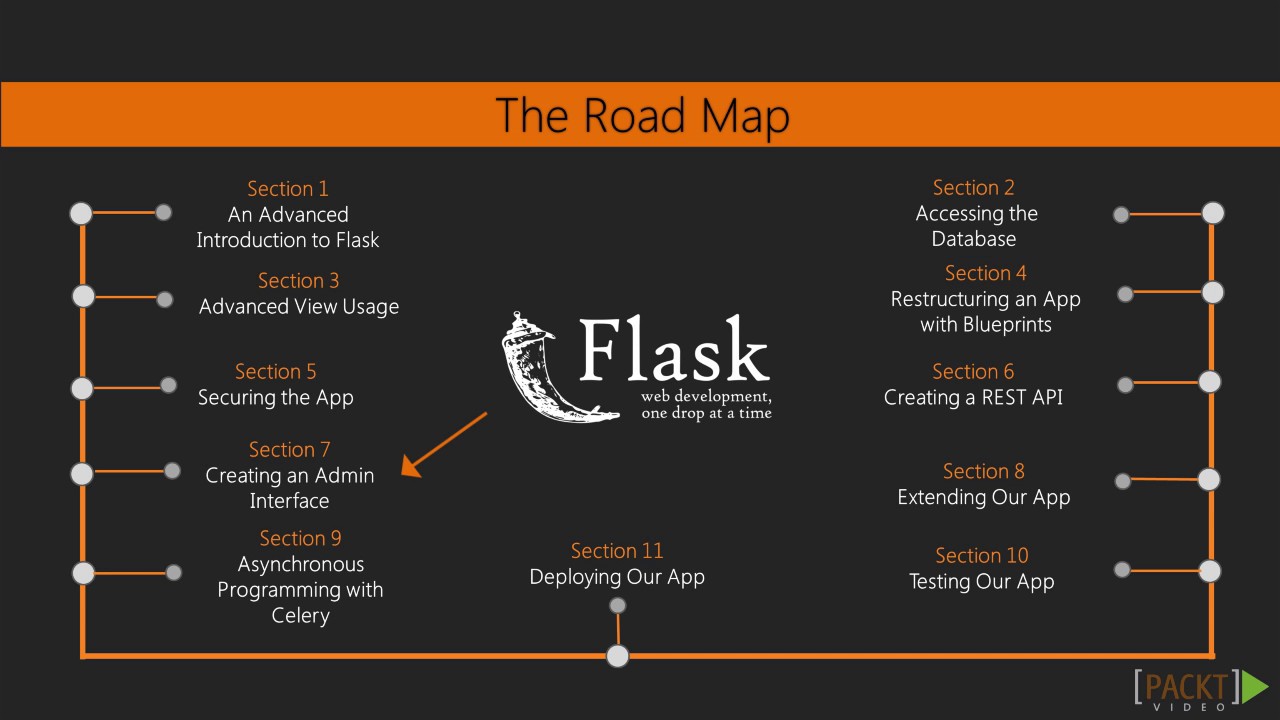 The Road Map
Section 1
An Advanced
Introduction to Flask
Section 2
Accessing the
Database
Section 3
Advanced View Usage
Section 4
Restructuring an App
with Blueprints
Flask
web development,
one drop at a time
Section 5
Securing the App
Section 6
Creating a REST API
Section 7
Creating an Admin
Interface
Section 8
Extending Our App
Section 9
Asynchronous
Programming with
Celery
Section 10
Testing Our App
Section 11
Deploying Our App
[PACKT]
VIDEO